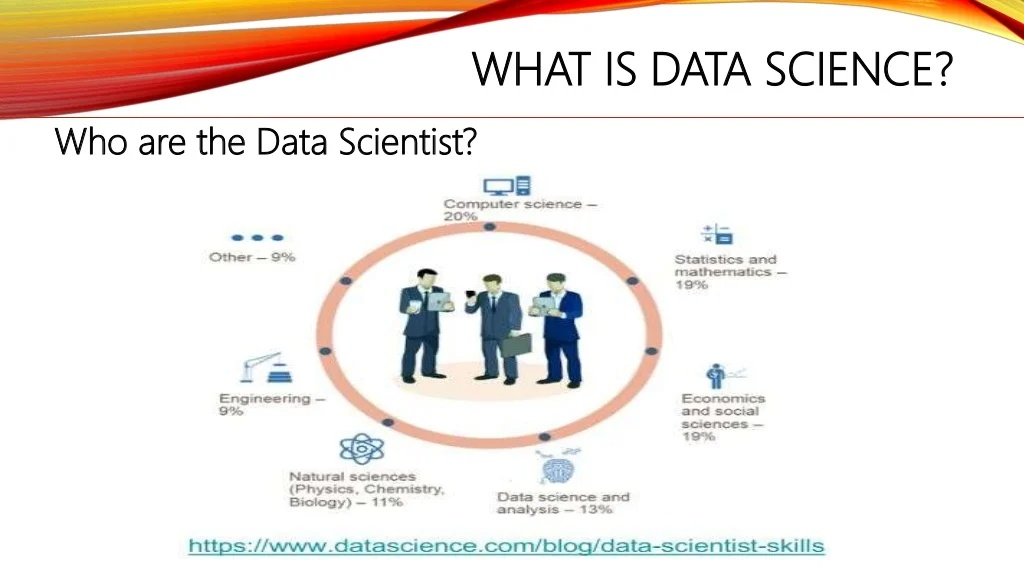 WHAT IS DATA SCIENCE?
Who are the Data Scientist?
Computer science –
20%
Other – 9%
Statistics and
mathematics –
19%
Engineering –
9%
Economics
and social
sciences –
19%
Natural sciences
(Physics, Chemistry,
Biology) – 11%
Data science and
analysis – 13%
https://www.datascience.com/blog/data-scientist-skills